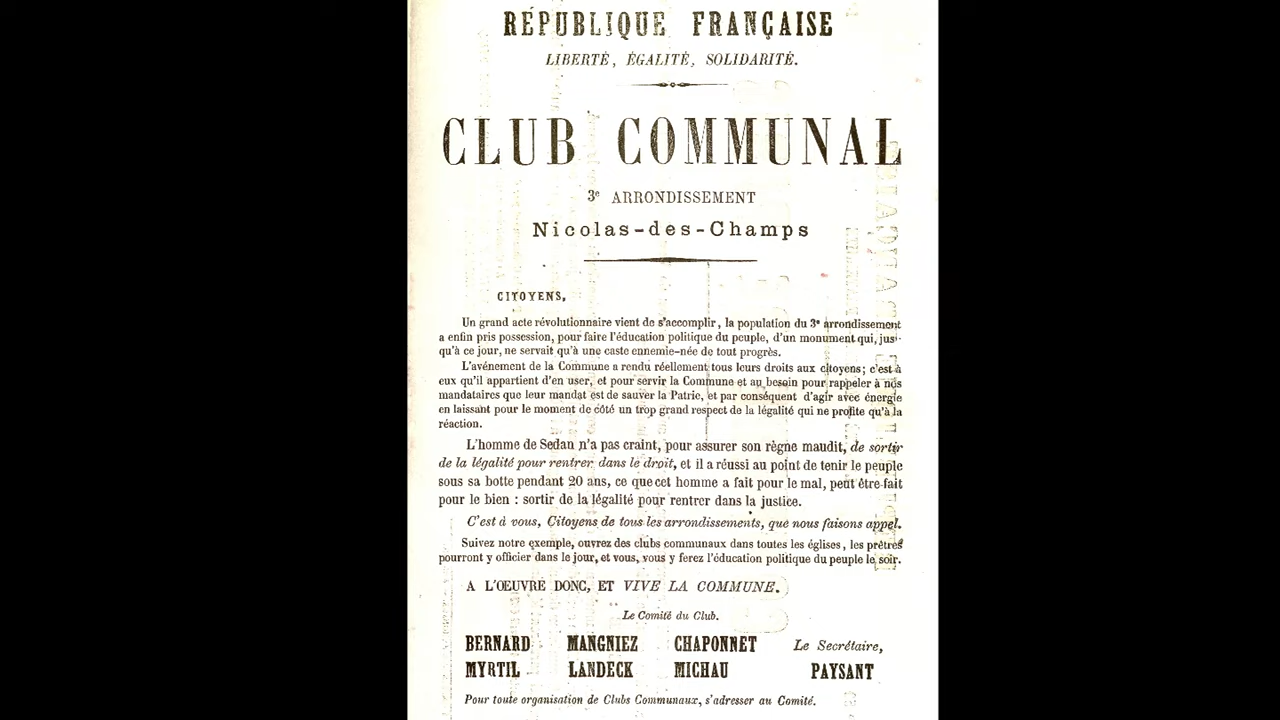 RÉPUBLIQUE FRANÇAISE
LIBERTÉ, ÉGALITÉ, SOLIDARITÉ.
CLUB COMMUNAL
3e ARRONDISSEMENT
Nicolas-des-Champs
CITOYENS,
Un grand acte révolutionnaire vient de s'accomplir, la population du 3e arrondissement
a enfin pris possession, pour faire l'éducation politique du peuple, d'un monument qui, jus-
qu'à ce jour, ne servait qu'à une caste ennemie-née de tout progrès.
L'avénement de la Commune a rendu réellement tous leurs droits aux citoyens; c'est à
eux qu'il appartient d'en user, et pour servir la Commune et au besoin pour rappeler à nos
mandataires que leur mandat est de sauver la Patrie, et par conséquent d'agir avec énergie
en laissant pour le moment de côté un trop grand respect de la légalité qui ne profite qu'à la
réaction.
L'homme de Sedan n'a pas craint, pour assurer son règne maudit, de sortir
de la légalité pour rentrer dans le droit, et il a réussi au point de tenir le peuple
sous sa botte pendant 20 ans, ce que cet homme a fait pour le mal, peut être fait
pour le bien : sortir de la légalité pour rentrer dans la justice.
C'est à vous, Citoyens de tous les arrondissements, que nous faisons appel.
Suivez notre exemple, ouvrez des clubs communaux dans toutes les églises, les prêtres
pourront y officier dans le jour, et vous, vous y ferez l'éducation politique du peuple le soir.
A L'ŒUVRE DONC, ET VIVE LA COMMUNE.
Le Comité du Club.
BERNARD MANGNIEZ CHAPONNET Le Secrétaire,
MYRTIL LANDECK MICHAU PAYSANT
Pour toute organisation de Clubs Communaux, s'adresser au Comité.